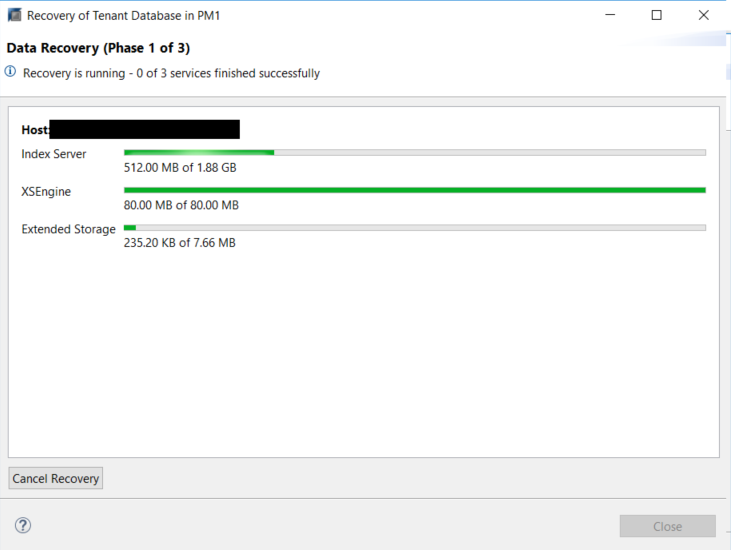 Recovery of Tenant Database in PM1
Data Recovery (Phase 1 of 3)
Recovery is running - 0 of 3 services finished successfully
Host:
Index Server
512.00 MB of 1.88 GB
XSEngine
80.00 MB of 80.00 MB
Extended Storage
235.20 KB of 7.66 MB
Cancel Recovery
?
Close